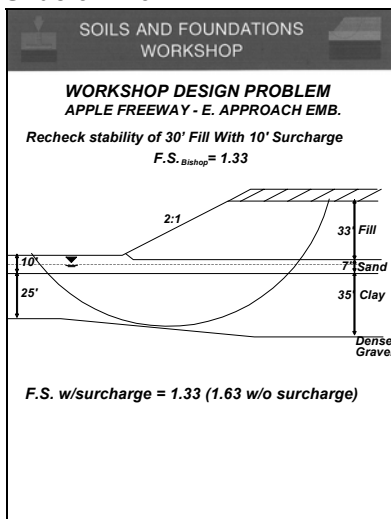 SOILS AND FOUNDATIONS
WORKSHOP
WORKSHOP DESIGN PROBLEM
APPLE FREEWAY - E. APPROACH EMB.
Recheck stability of 30' Fill With 10' Surcharge
F.S. Bishop = 1.33
2:1
33' Fill
10'
7' Sand
25'
35' Clay
Dense
Grave
F.S. w/surcharge = 1.33 (1.63 w/o surcharge)